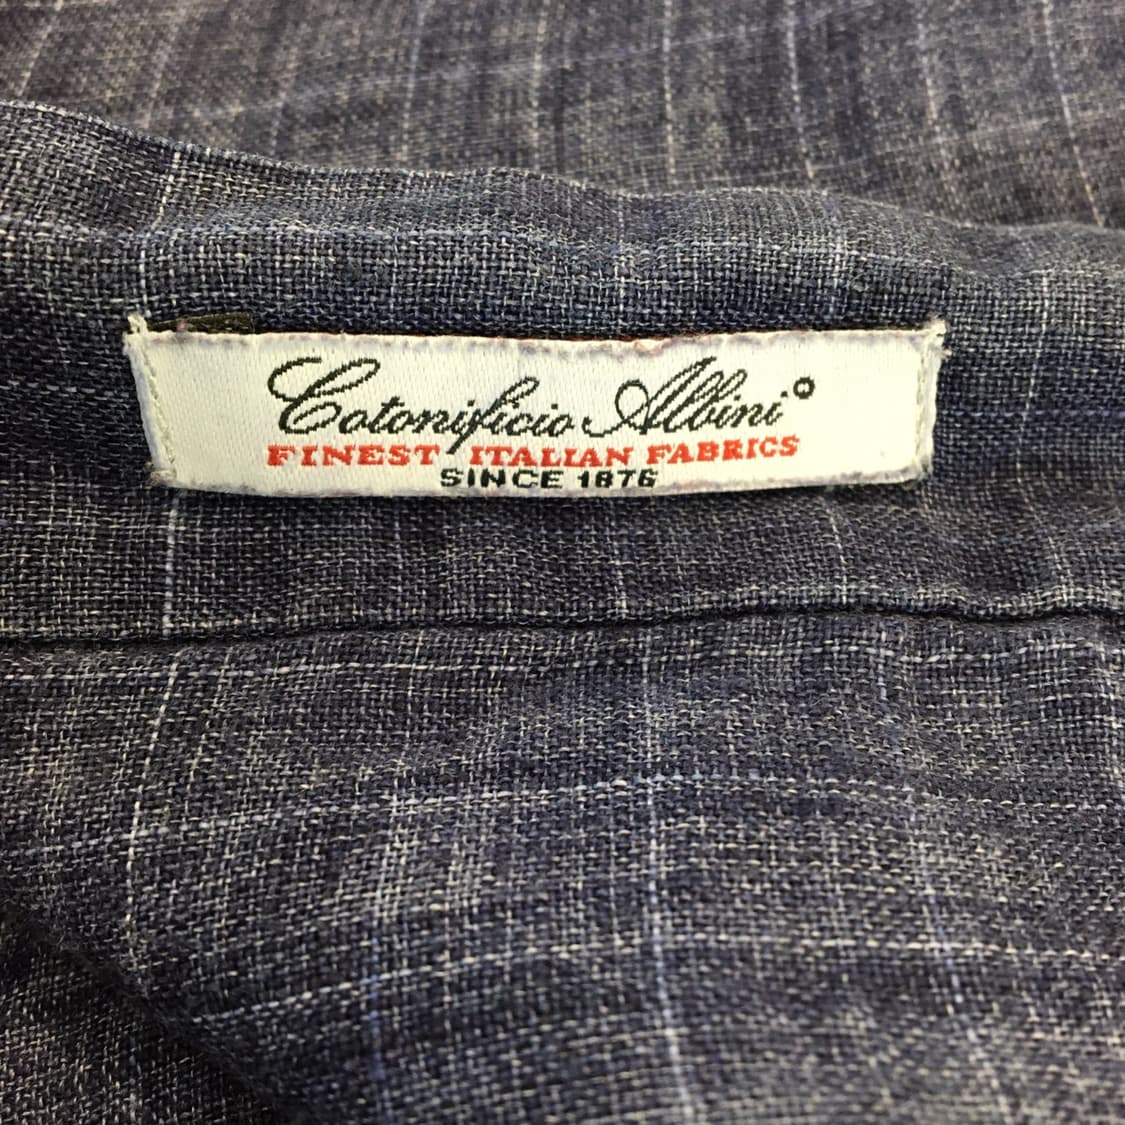 Cotonificio Albini®
FINEST ITALIAN FABRICS
SINCE 1876